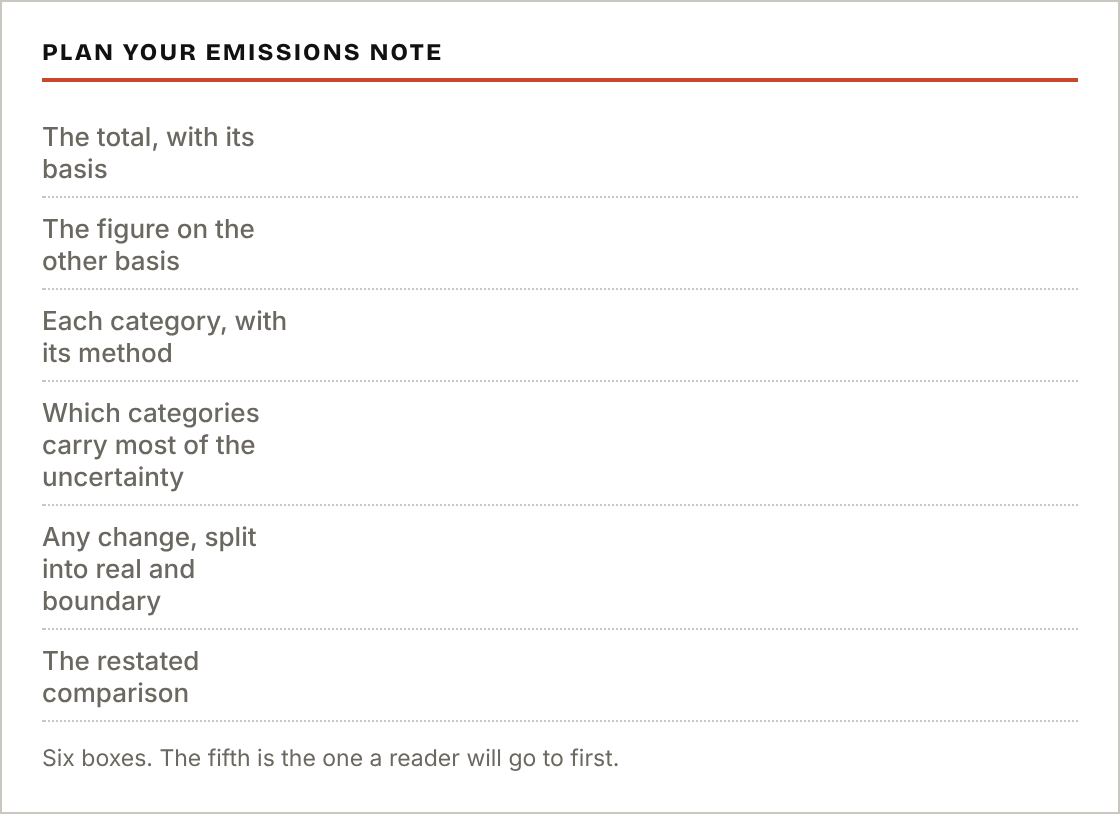 PLAN YOUR EMISSIONS NOTE
The total, with its
basis
The figure on the
other basis
Each category, with
its method
Which categories
carry most of the
uncertainty
Any change, split
into real and
boundary
The restated
comparison
Six boxes. The fifth is the one a reader will go to first.